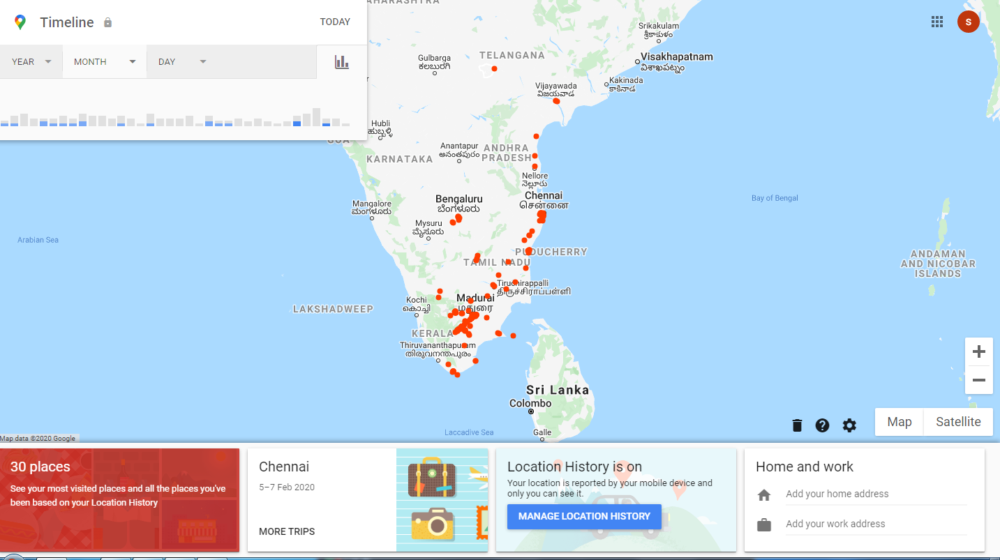 Timeline
TODAY
YEAR
MONTH
DAY
TELANGANA
Gulbarga
ಕಲಬುರಗಿ
Srikakulam
శ్రీకాకుళం
Visakhapatnam
విశాఖపట్నం
Vijayawada
విజయవాడ
Kakinada
కాకినాడ
Hubli
ಹುಬ್ಬಳ್ಳಿ
GOA
KARNATAKA
Anantapur
అనంతపురం
ANDHRA
PRADESH
Nellore
నెల్లూరు
Bengaluru
ಬೆಂಗಳೂರು
Chennai
சென்னை
Mangalore
ಮಂಗಳೂರು
Mysuru
ಮೈಸೂರು
Bay of Bengal
Arabian Sea
PUDUCHERRY
TAMIL NADU
ANDAMAN
AND NICOBAR
ISLANDS
Tiruchirappalli
திருச்சிராப்பள்ளி
Kochi
കൊച്ചി
Madurai
மதுரை
LAKSHADWEEP
KERALA
Thiruvananthapuram
തിരുവനന്തപുരം
Sri Lanka
Colombo
Laccadive Sea
Galle
Map
Satellite
Map data ©2020 Google
S
30 places
See your most visited places and all the places you've
been based on your Location History
Chennai
5–7 Feb 2020
MORE TRIPS
Location History is on
Your location is reported by your mobile device and
only you can see it.
MANAGE LOCATION HISTORY
Home and work
Add your home address
Add your work address